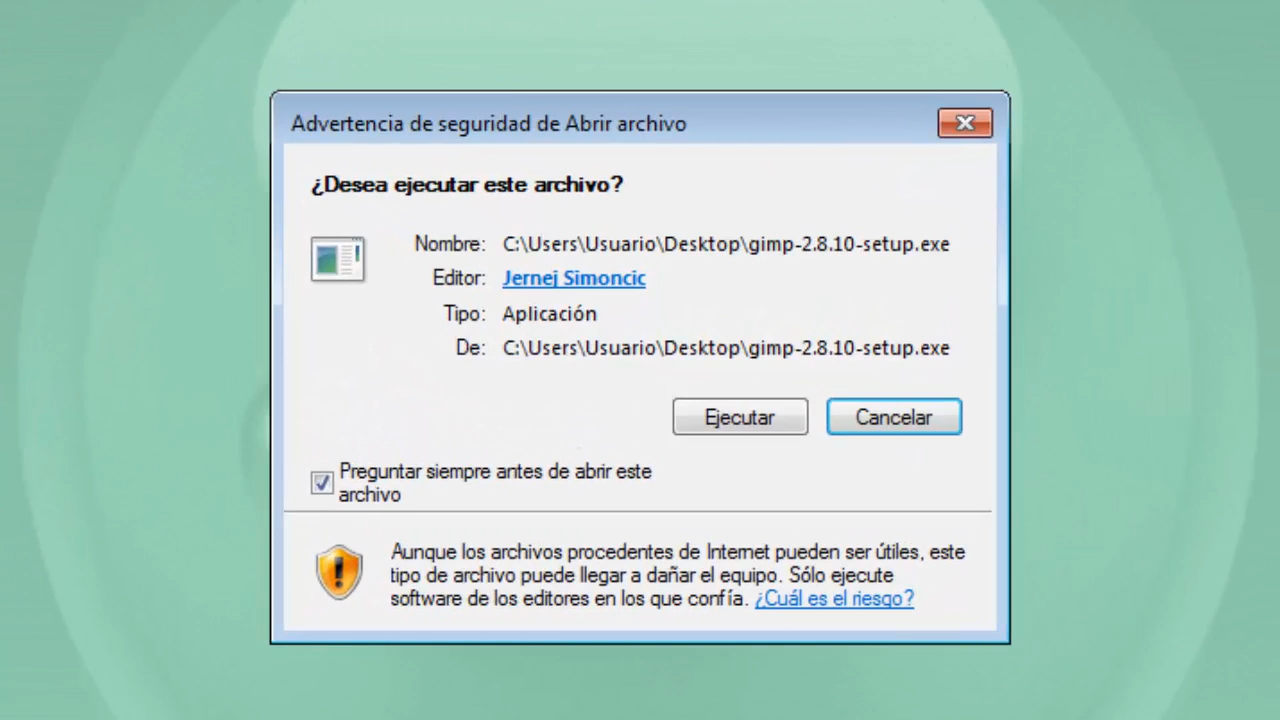 Advertencia de seguridad de Abrir archivo
¿Desea ejecutar este archivo?
Nombre: C:\Users\Usuario\Desktop\gimp-2.8.10-setup.exe
Editor: Jernej Simoncic
Tipo: Aplicación
De: C:\Users\Usuario\Desktop\gimp-2.8.10-setup.exe
Ejecutar Cancelar
Preguntar siempre antes de abrir este
archivo
Aunque los archivos procedentes de Internet pueden ser útiles, este
tipo de archivo puede llegar a dañar el equipo. Sólo ejecute
software de los editores en los que confía. ¿Cuál es el riesgo?